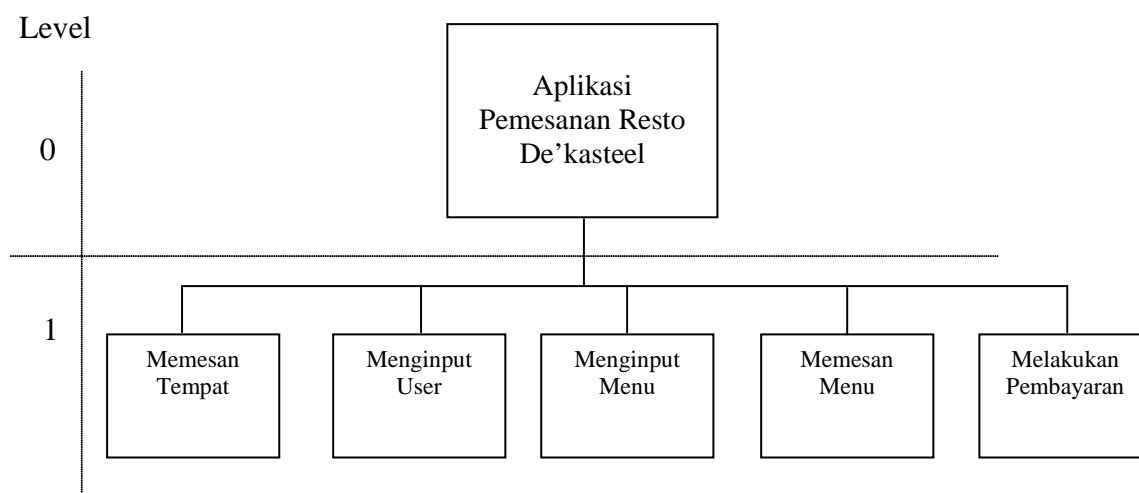 Level
0
Aplikasi
Pemesanan Resto
De’kasteel
1
Memesan
Tempat
Menginput
User
Menginput
Menu
Memesan
Menu
Melakukan
Pembayaran